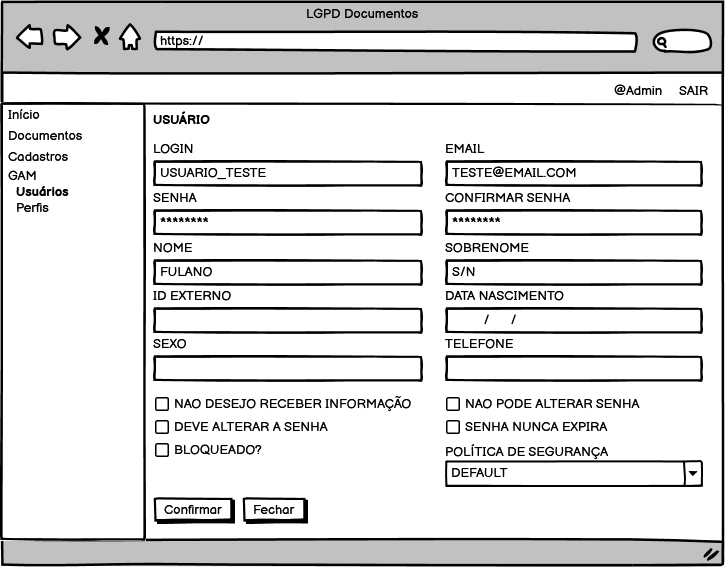 LGPD Documentos
https://
@Admin SAIR
Início
Documentos
Cadastros
GAM
Usuários
Perfis
USUÁRIO
LOGIN EMAIL
USUARIO_TESTE TESTE@EMAIL.COM
SENHA CONFIRMAR SENHA
******** ********
NOME SOBRENOME
FULANO S/N
ID EXTERNO DATA NASCIMENTO
/ /
SEXO TELEFONE
NAO DESEJO RECEBER INFORMAÇÃO NAO PODE ALTERAR SENHA
DEVE ALTERAR A SENHA SENHA NUNCA EXPIRA
BLOQUEADO?
POLÍTICA DE SEGURANÇA
DEFAULT
Confirmar Fechar